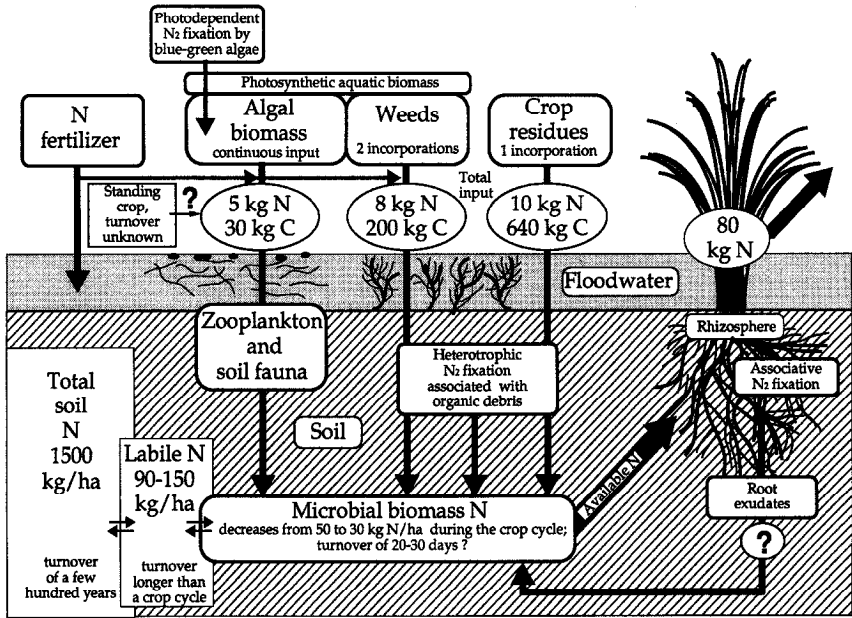 Photodependent
N2 fixation by
blue-green algae
Photosynthetic aquatic biomass
N
fertilizer
Algal
biomass
continuous input
Weeds
2 incorporations
Crop
residues
1 incorporation
Standing
crop,
turnover
unknown
?
5 kg N
30 kg C
8 kg N
200 kg C
Total
input
10 kg N
640 kg C
80
kg N
Floodwater
Zooplankton
and
soil fauna
Rhizosphere
Heterotrophic
N2 fixation
associated with
organic debris
Associative
N2 fixation
Total
soil
N
1500
kg/ha
turnover
of a few
hundred years
Labile N
90-150
kg/ha
turnover
longer than
a crop cycle
Soil
Available N
Microbial biomass N
decreases from 50 to 30 kg N/ha during the crop cycle;
turnover of 20-30 days ?
Root
exudates
?